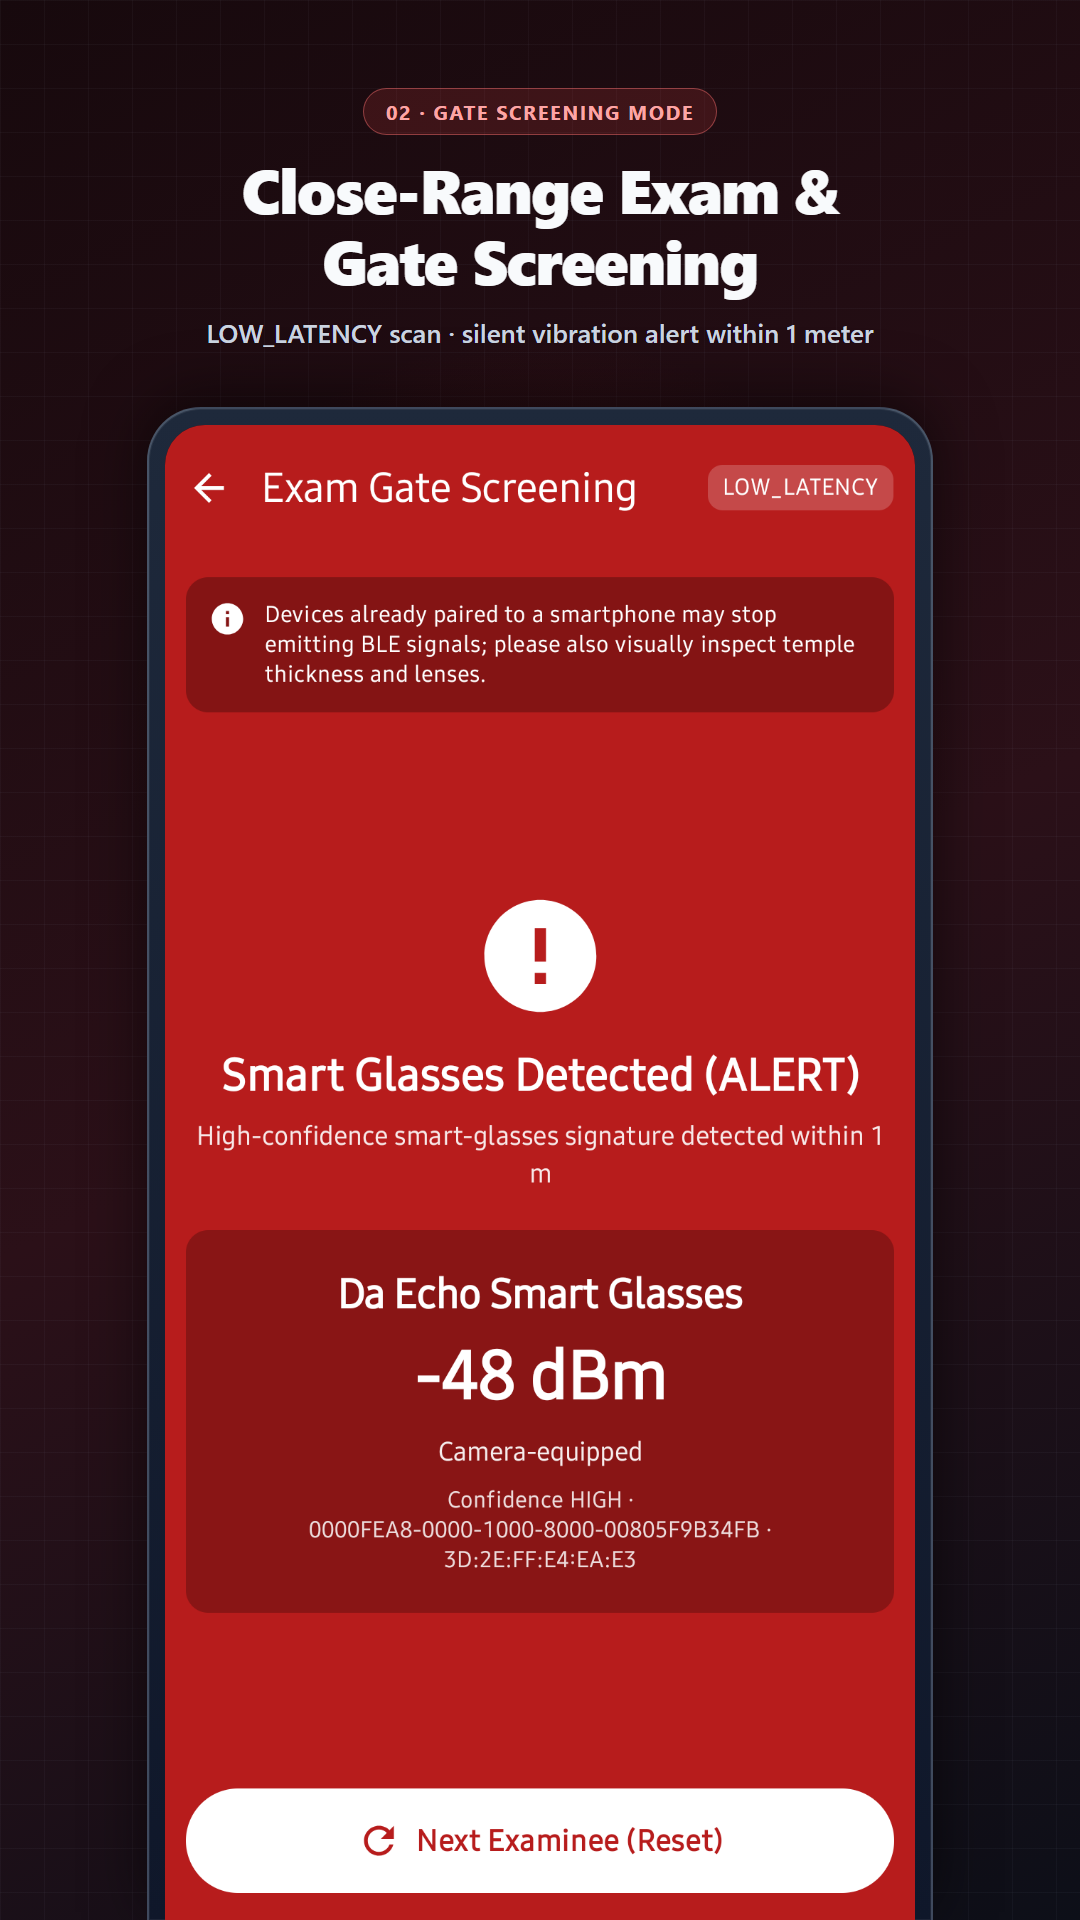 02 · GATE SCREENING MODE
Close-Range Exam &
Gate Screening
LOW_LATENCY scan · silent vibration alert within 1 meter
Exam Gate Screening
LOW_LATENCY
Devices already paired to a smartphone may stop
emitting BLE signals; please also visually inspect temple
thickness and lenses.
Smart Glasses Detected (ALERT)
High-confidence smart-glasses signature detected within 1
m
Da Echo Smart Glasses
-48 dBm
Camera-equipped
Confidence HIGH ·
0000FEA8-0000-1000-8000-00805F9B34FB ·
3D:2E:FF:E4:EA:E3
Next Examinee (Reset)